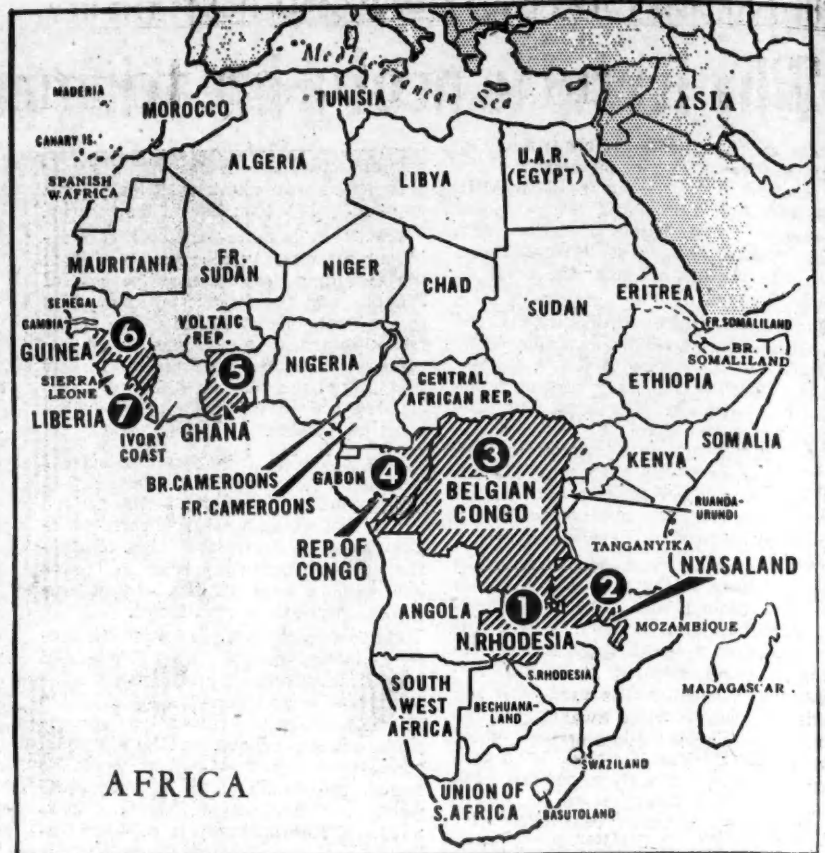 Mediterranean Sea
MADERIA
MOROCCO
TUNISIA
ASIA
CANARY IS.
ALGERIA
LIBYA
U.A.R.
(EGYPT)
SPANISH
W.AFRICA
MAURITANIA
FR.
SUDAN
NIGER
CHAD
SUDAN
ERITREA
SENEGAL
GAMBIA
VOLTAIC
REP.
FR.SOMALILAND
BR.
SOMALILAND
6
GUINEA
5
NIGERIA
CENTRAL
AFRICAN REP.
ETHIOPIA
SIERRA
LEONE
7
LIBERIA
IVORY
COAST
GHANA
SOMALIA
KENYA
BR.CAMEROONS
FR.CAMEROONS
GABON
4
3
BELGIAN
CONGO
RUANDA-
URUNDI
REP. OF
CONGO
TANGANYIKA
NYASALAND
2
ANGOLA
1
N.RHODESIA
MOZAMBIQUE
S.RHODESIA
MADAGASCAR
SOUTH
WEST
AFRICA
BECHUANA-
LAND
SWAZILAND
AFRICA
UNION OF
S.AFRICA
BASUTOLAND